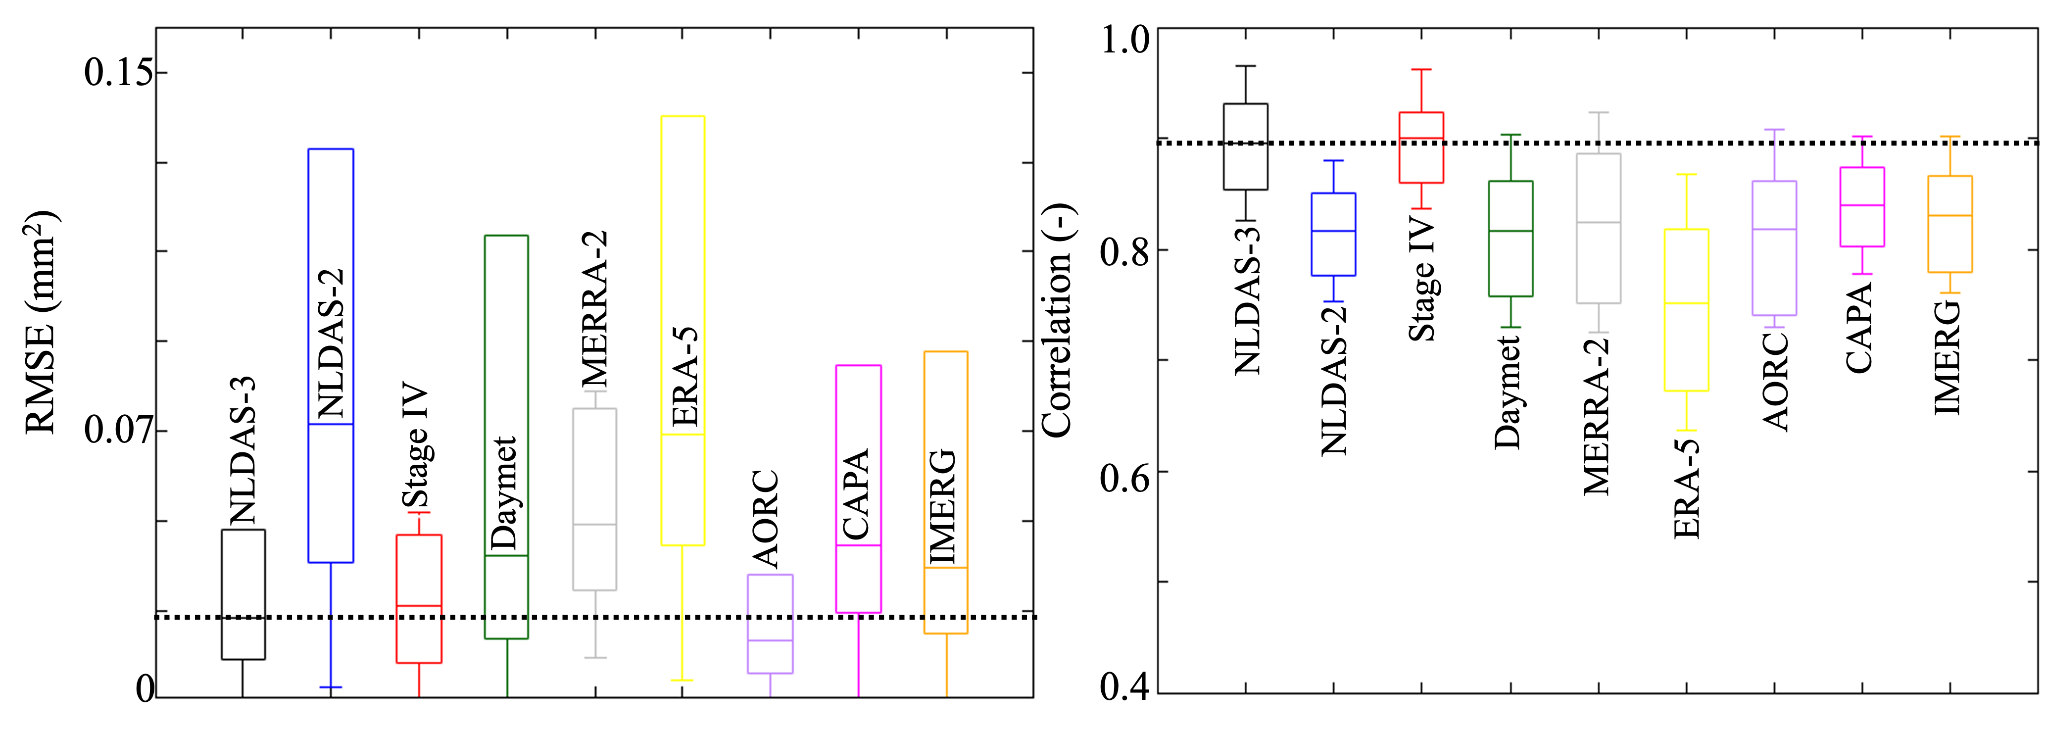 0.15
0.07
0
RMSE (mm²)
NLDAS-3
NLDAS-2
Stage IV
Daymet
MERRA-2
ERA-5
AORC
CAPA
IMERG
1.0
0.8
0.6
0.4
Correlation (-)
NLDAS-3
NLDAS-2
Stage IV
Daymet
MERRA-2
ERA-5
AORC
CAPA
IMERG